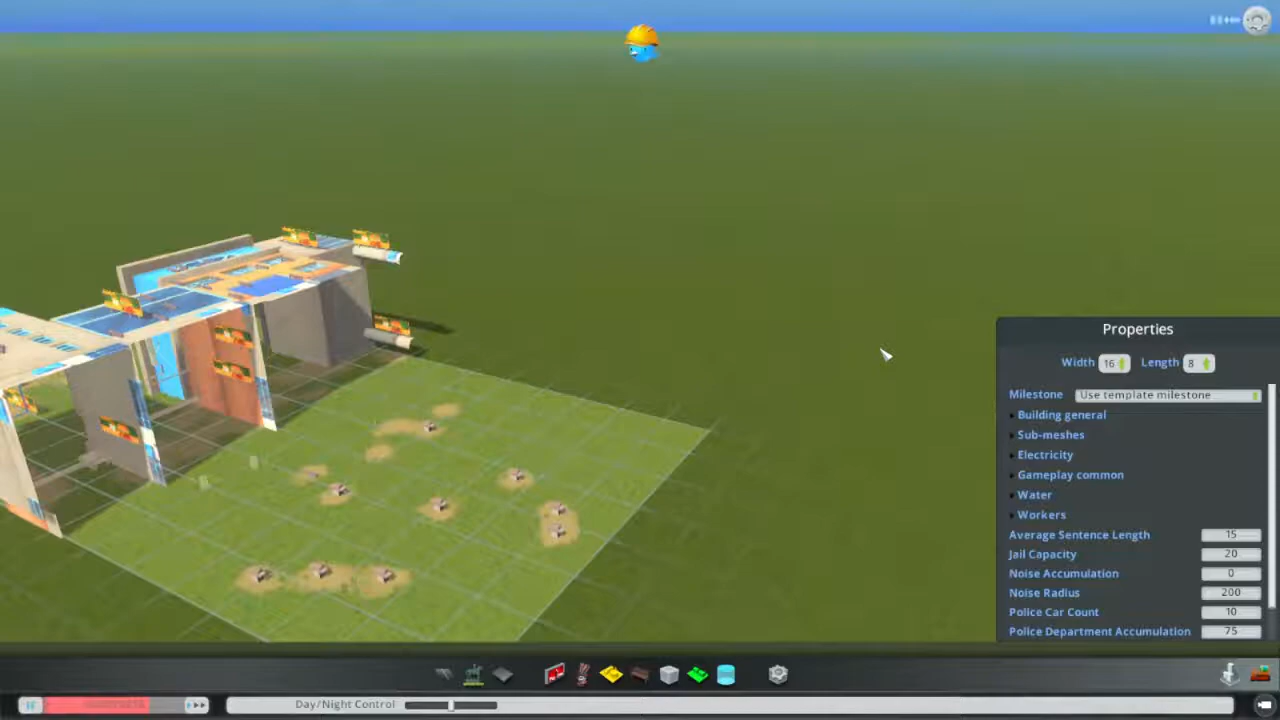 Properties
Width 16 Length 8
Milestone Use template milestone
Building general
Sub-meshes
Electricity
Gameplay common
Water
Workers
Average Sentence Length 15
Jail Capacity 20
Noise Accumulation 0
Noise Radius 200
Police Car Count 10
Police Department Accumulation 75
Day/Night Control